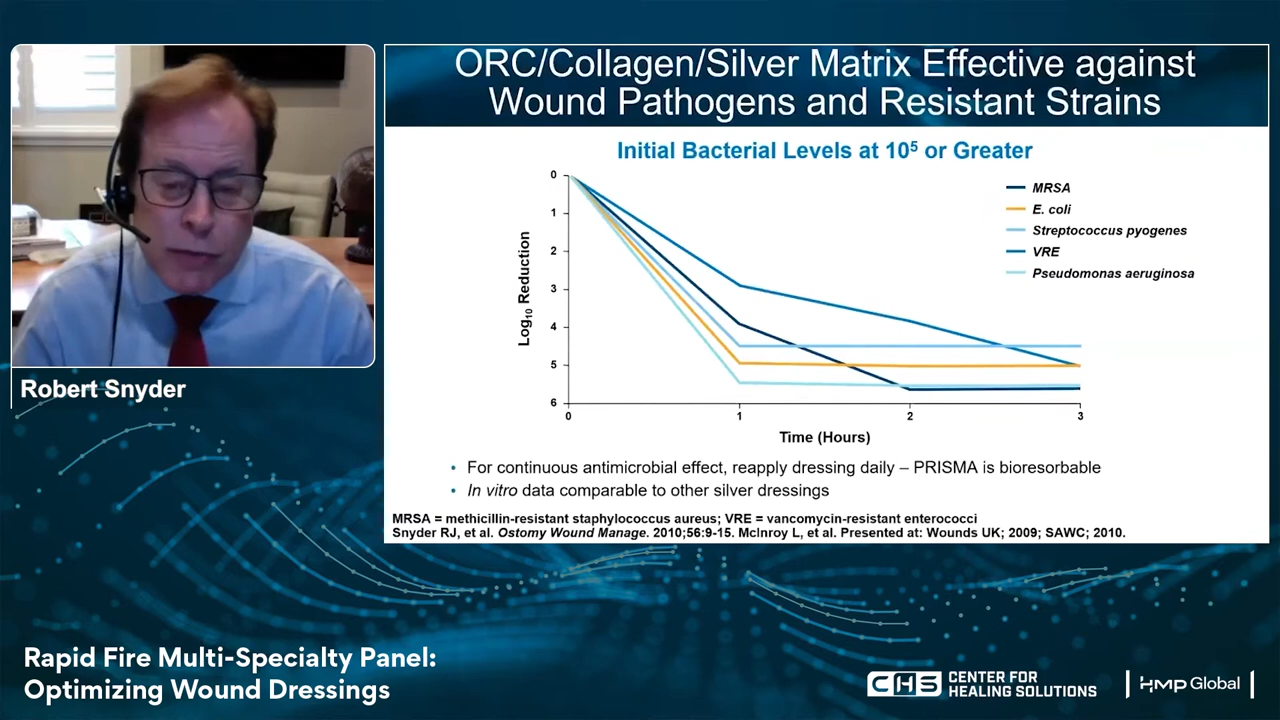 ORC/Collagen/Silver Matrix Effective against
Wound Pathogens and Resistant Strains
Initial Bacterial Levels at 10⁵ or Greater
Log₁₀ Reduction
0
1
2
3
4
5
6
0
1
2
3
Time (Hours)
MRSA
E. coli
Streptococcus pyogenes
VRE
Pseudomonas aeruginosa
• For continuous antimicrobial effect, reapply dressing daily – PRISMA is bioresorbable
• In vitro data comparable to other silver dressings
MRSA = methicillin-resistant staphylococcus aureus; VRE = vancomycin-resistant enterococci
Snyder RJ, et al. Ostomy Wound Manage. 2010;56:9-15. McInroy L, et al. Presented at: Wounds UK; 2009; SAWC; 2010.
Robert Snyder
Rapid Fire Multi-Specialty Panel:
Optimizing Wound Dressings
CHS CENTER FOR
HEALING SOLUTIONS
HMP Global